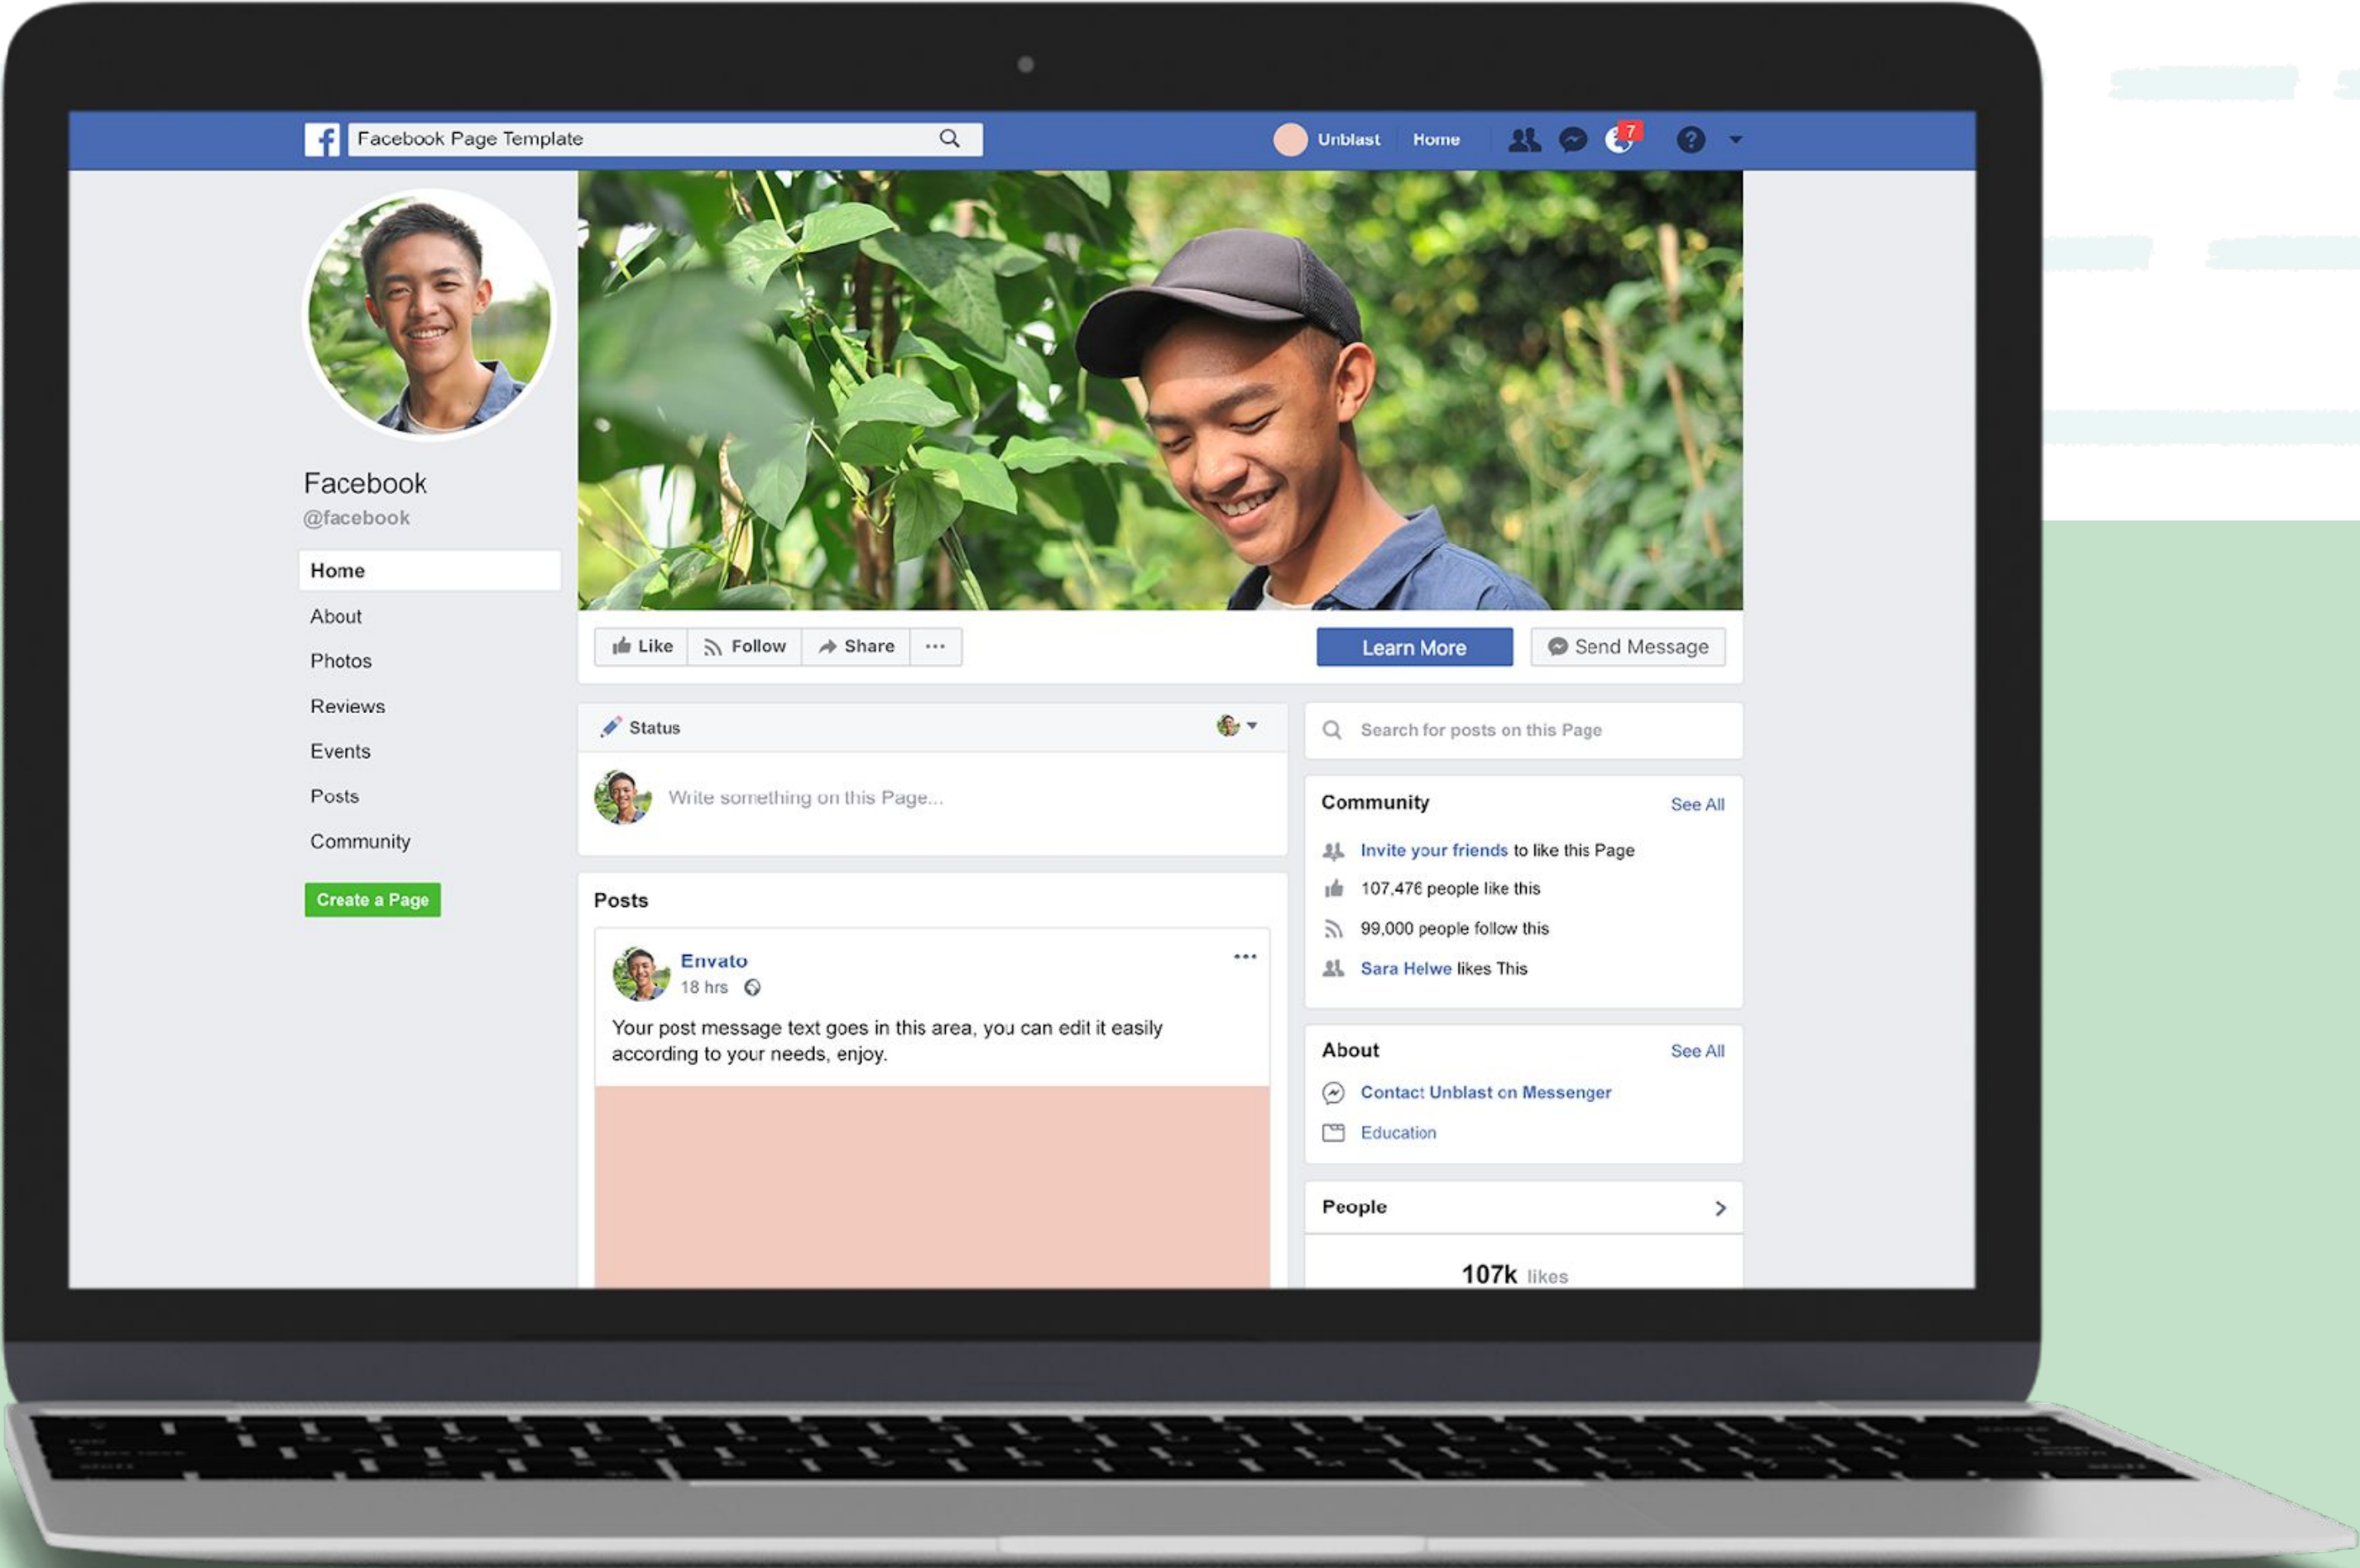 Facebook Page Template
Unblast Home
7
Facebook
@facebook
Home
About
Photos
Reviews
Events
Posts
Community
Create a Page
Like Follow Share
Learn More
Send Message
Status
Write something on this Page...
Posts
Envato
18 hrs
Your post message text goes in this area, you can edit it easily
according to your needs, enjoy.
Search for posts on this Page
Community See All
Invite your friends to like this Page
107,476 people like this
99,000 people follow this
Sara Helwe likes This
About See All
Contact Unblast on Messenger
Education
People
107k likes